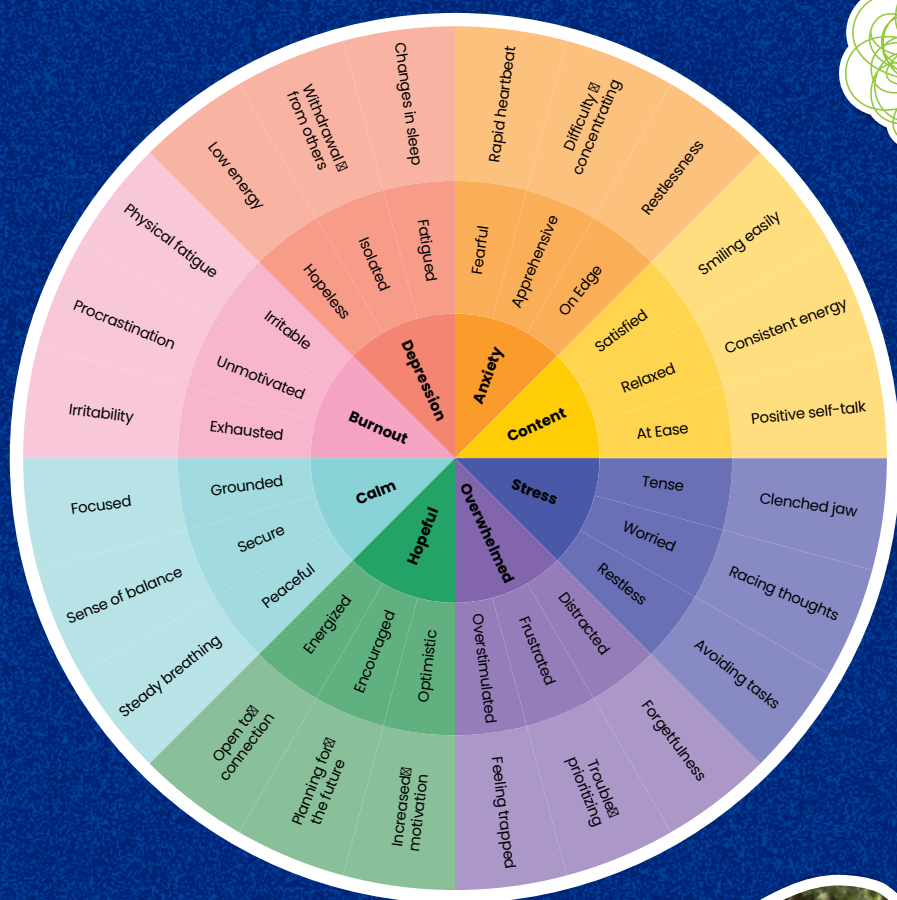 Depression
Hopeless
Isolated
Fatigued
Low energy
Withdrawal
from others
Changes in sleep
Anxiety
Fearful
Apprehensive
On Edge
Rapid heartbeat
Difficulty
concentrating
Restlessness
Content
Satisfied
Relaxed
At Ease
Smiling easily
Consistent energy
Positive self-talk
Stress
Tense
Worried
Restless
Clenched jaw
Racing thoughts
Avoiding tasks
Overwhelmed
Distracted
Frustrated
Overstimulated
Forgetfulness
Trouble
prioritizing
Feeling trapped
Hopeful
Optimistic
Encouraged
Energized
Increased
motivation
Planning for
the future
Open to
connection
Calm
Peaceful
Secure
Grounded
Steady breathing
Sense of balance
Focused
Burnout
Exhausted
Unmotivated
Irritable
Irritability
Procrastination
Physical fatigue